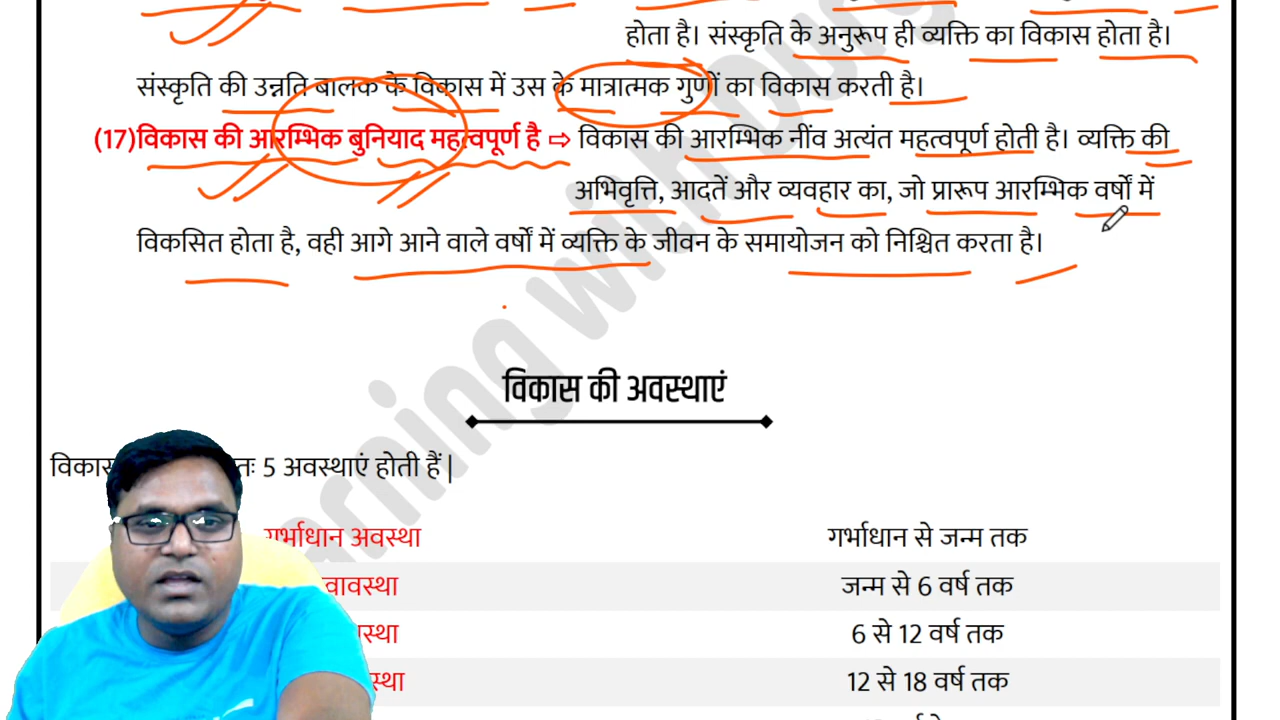 होता है। संस्कृति के अनुरूप ही व्यक्ति का विकास होता है।
संस्कृति की उन्नति बालक के विकास में उस के मात्रात्मक गुणों का विकास करती है।
(17)विकास की आरम्भिक बुनियाद महत्वपूर्ण है ⇨ विकास की आरम्भिक नींव अत्यंत महत्वपूर्ण होती है। व्यक्ति की
अभिवृत्ति, आदतें और व्यवहार का, जो प्रारूप आरम्भिक वर्षों में
विकसित होता है, वही आगे आने वाले वर्षों में व्यक्ति के जीवन के समायोजन को निश्चित करता है।
विकास की अवस्थाएं
विकास तः 5 अवस्थाएं होती हैं|
गर्भाधान अवस्था गर्भाधान से जन्म तक
वावस्था जन्म से 6 वर्ष तक
स्था 6 से 12 वर्ष तक
स्था 12 से 18 वर्ष तक